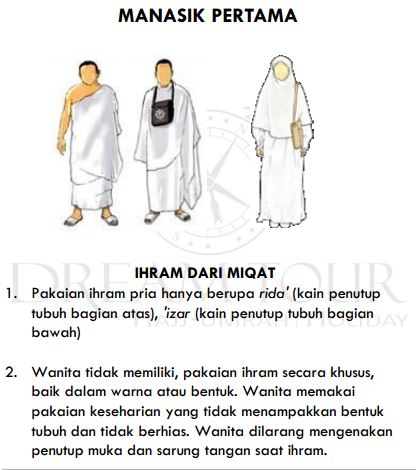 MANASIK PERTAMA
IHRAM DARI MIQAT
DREAM TOUR
HAJJ UMRAH HOLIDAY
1. Pakaian ihram pria hanya berupa rida' (kain penutup
tubuh bagian atas), 'izar (kain penutup tubuh bagian
bawah)
2. Wanita tidak memiliki, pakaian ihram secara khusus,
baik dalam warna atau bentuk. Wanita memakai
pakaian keseharian yang tidak menampakkan bentuk
tubuh dan tidak berhias. Wanita dilarang mengenakan
penutup muka dan sarung tangan saat ihram.